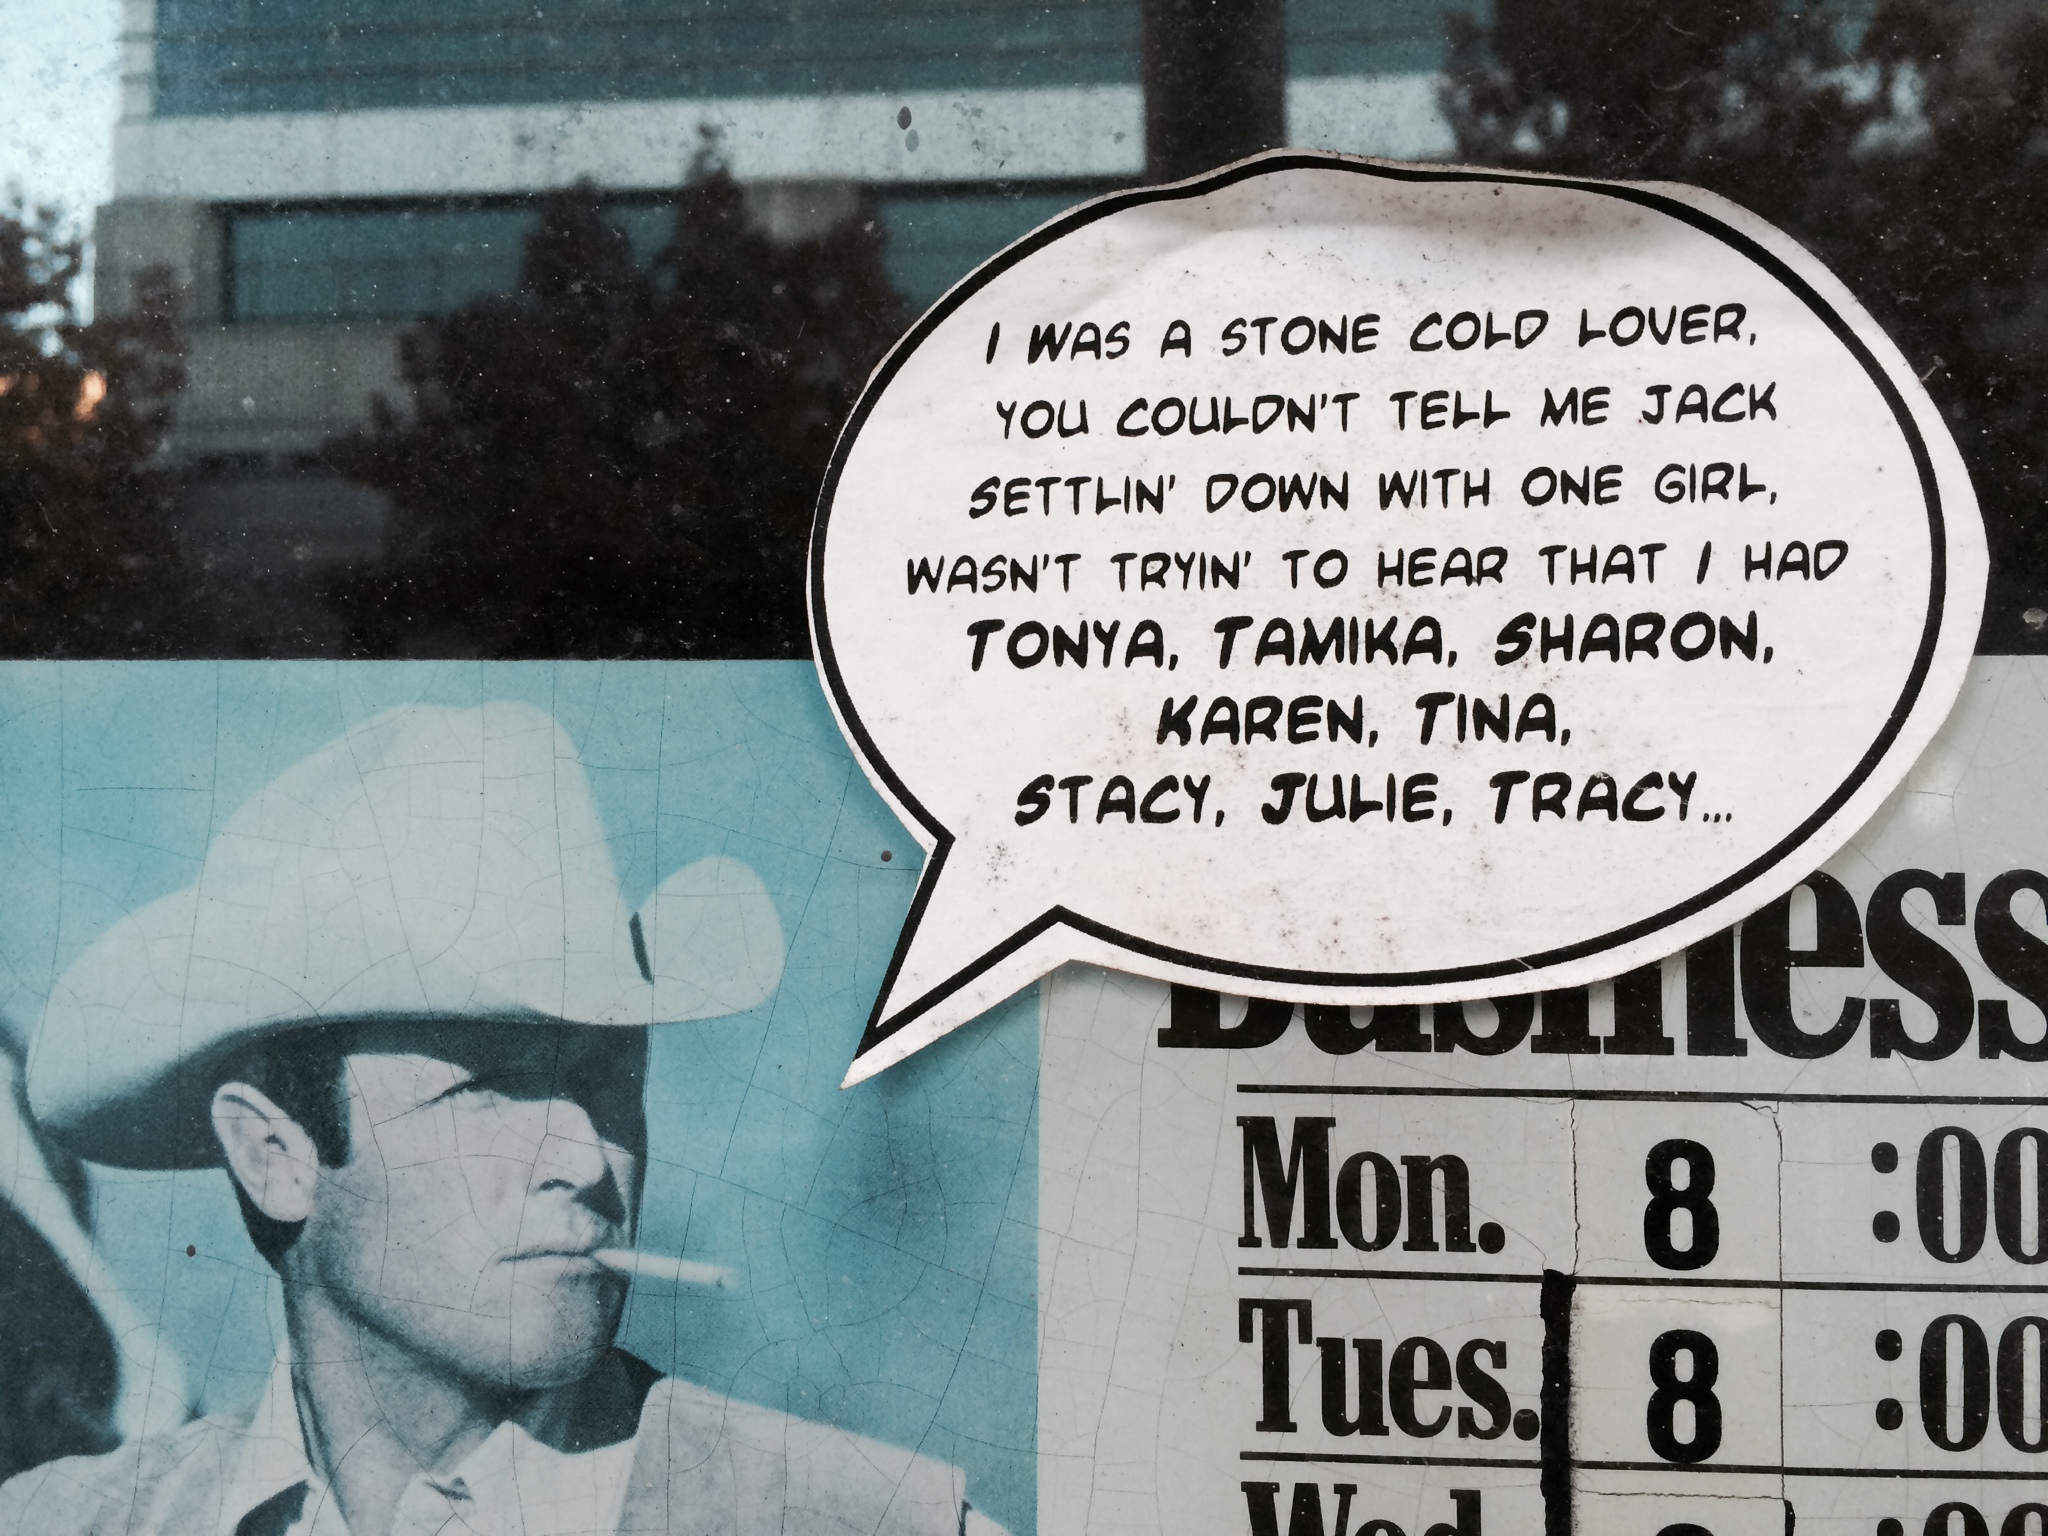 I WAS A STONE COLD LOVER,
YOU COULDN'T TELL ME JACK
SETTLIN' DOWN WITH ONE GIRL,
WASN'T TRYIN' TO HEAR THAT I HAD
TONYA, TAMIKA, SHARON,
KAREN, TINA,
STACY, JULIE, TRACY...
Business
Mon. 8 :00
Tues. 8 :00
Wed